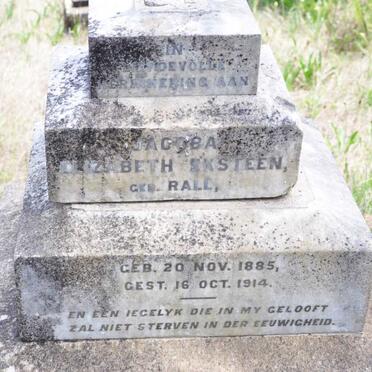 IN
LIEFDEVOLLE
HERINNERING AAN
JACOBA
ELIZABETH EKSTEEN,
GEB. RALL,
GEB. 20 NOV. 1885,
GEST. 16 OCT. 1914.
EN EEN IEGELYK DIE IN MY GELOOFT
ZAL NIET STERVEN IN DER EEUWIGHEID.